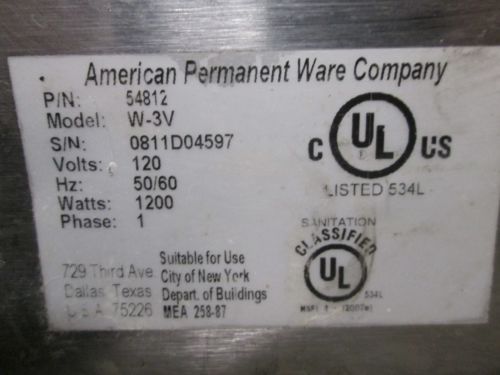 American Permanent Ware Company
P/N: 54812
Model: W-3V
S/N: 0811D04597
Volts: 120
Hz: 50/60
Watts: 1200
Phase: 1
C UL US
LISTED 534L
SANITATION
CLASSIFIED
UL
534L
729 Third Ave
Dallas, Texas
75226
Suitable for Use
City of New York
Depart. of Buildings
MEA 258-87